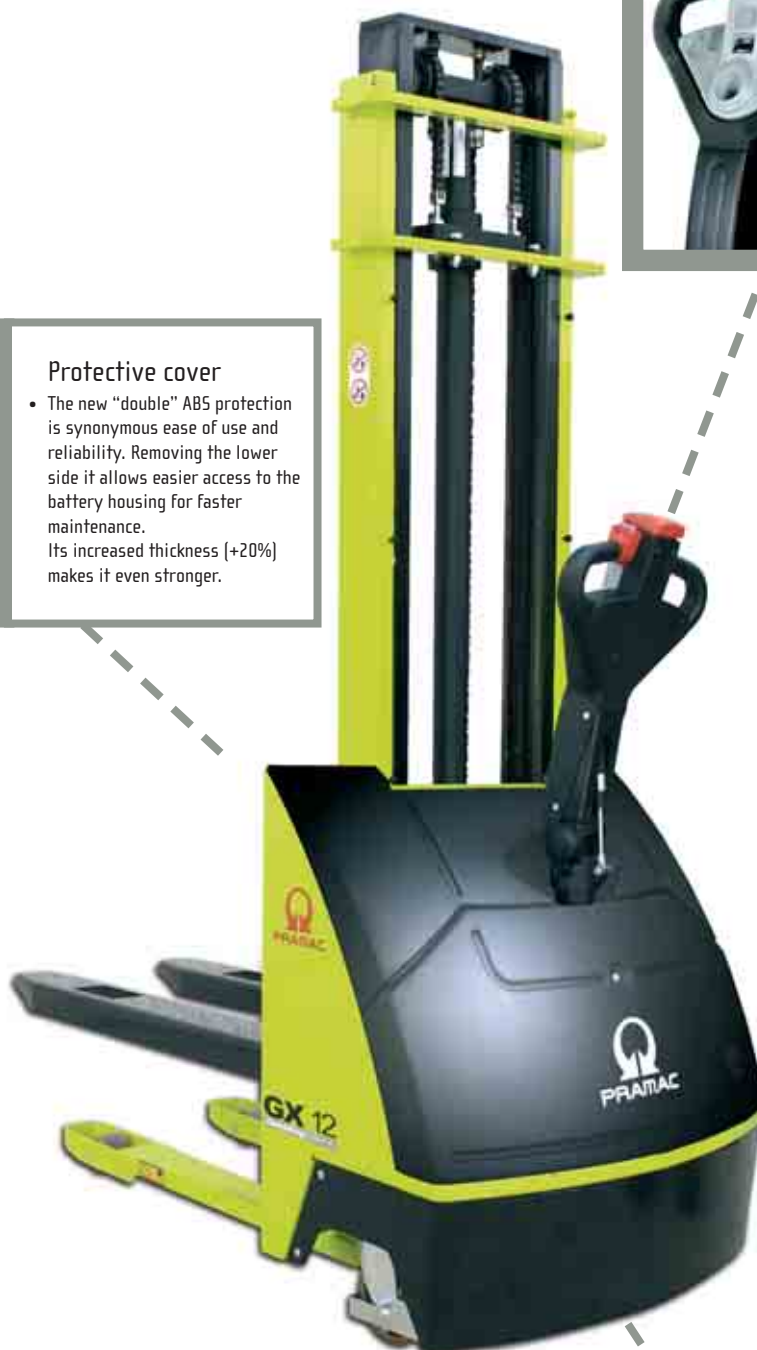 Protective cover
• The new “double” ABS protection
is synonymous ease of use and
reliability. Removing the lower
side it allows easier access to the
battery housing for faster
maintenance.
Its increased thickness (+20%)
makes it even stronger.
PRAMAC
PRAMAC
GX 12